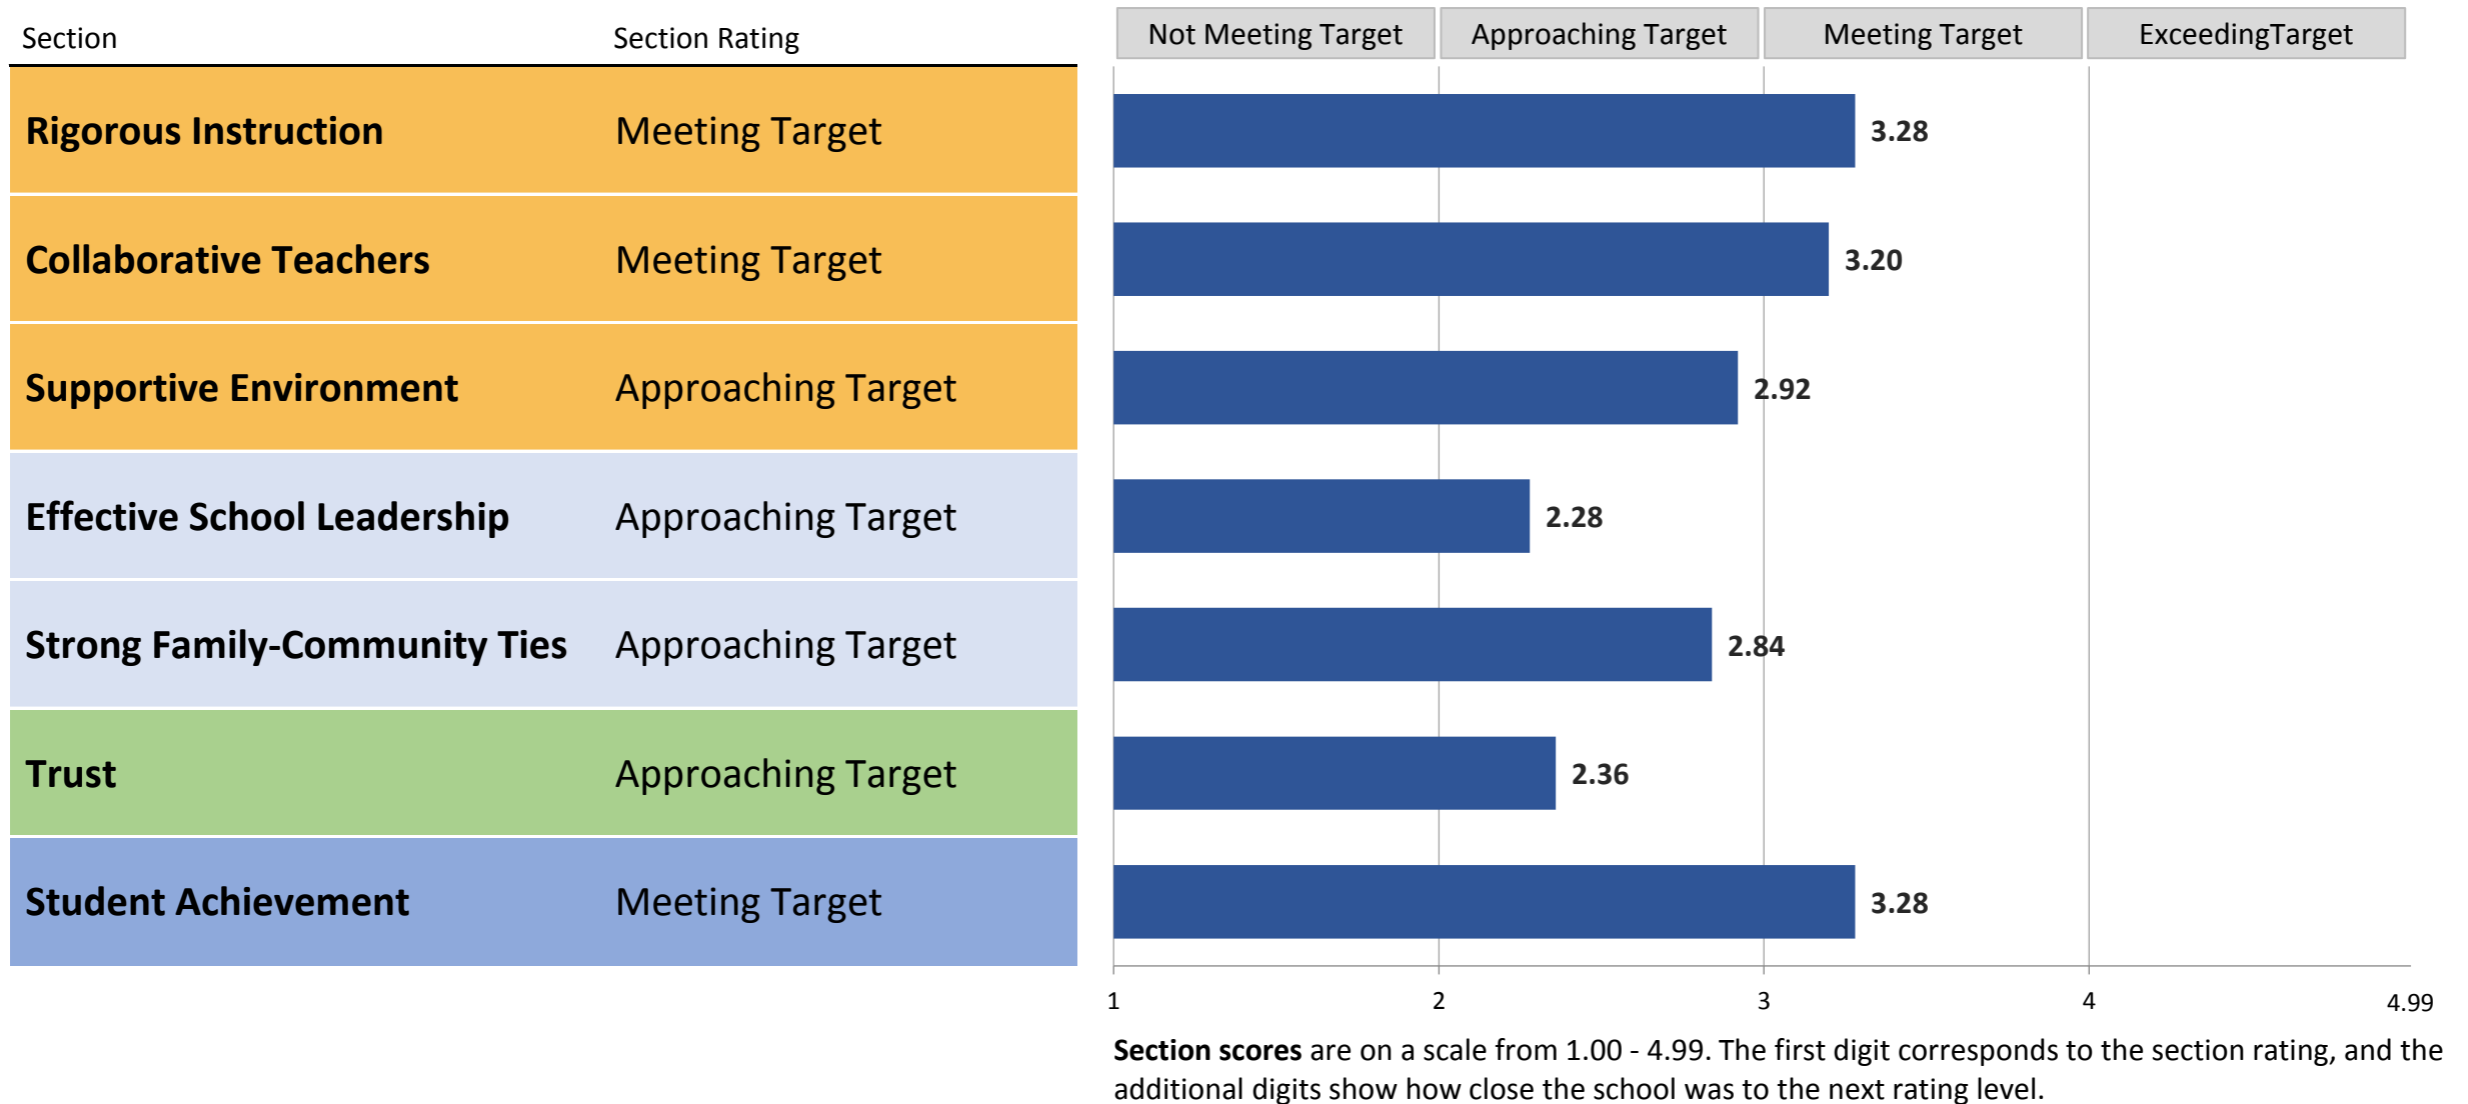 Section Section Rating Not Meeting Target Approaching Target Meeting Target ExceedingTarget
Rigorous Instruction Meeting Target 3.28
Collaborative Teachers Meeting Target 3.20
Supportive Environment Approaching Target 2.92
Effective School Leadership Approaching Target 2.28
Strong Family-Community Ties Approaching Target 2.84
Trust Approaching Target 2.36
Student Achievement Meeting Target 3.28
1 2 3 4 4.99
Section scores are on a scale from 1.00 - 4.99. The first digit corresponds to the section rating, and the
additional digits show how close the school was to the next rating level.